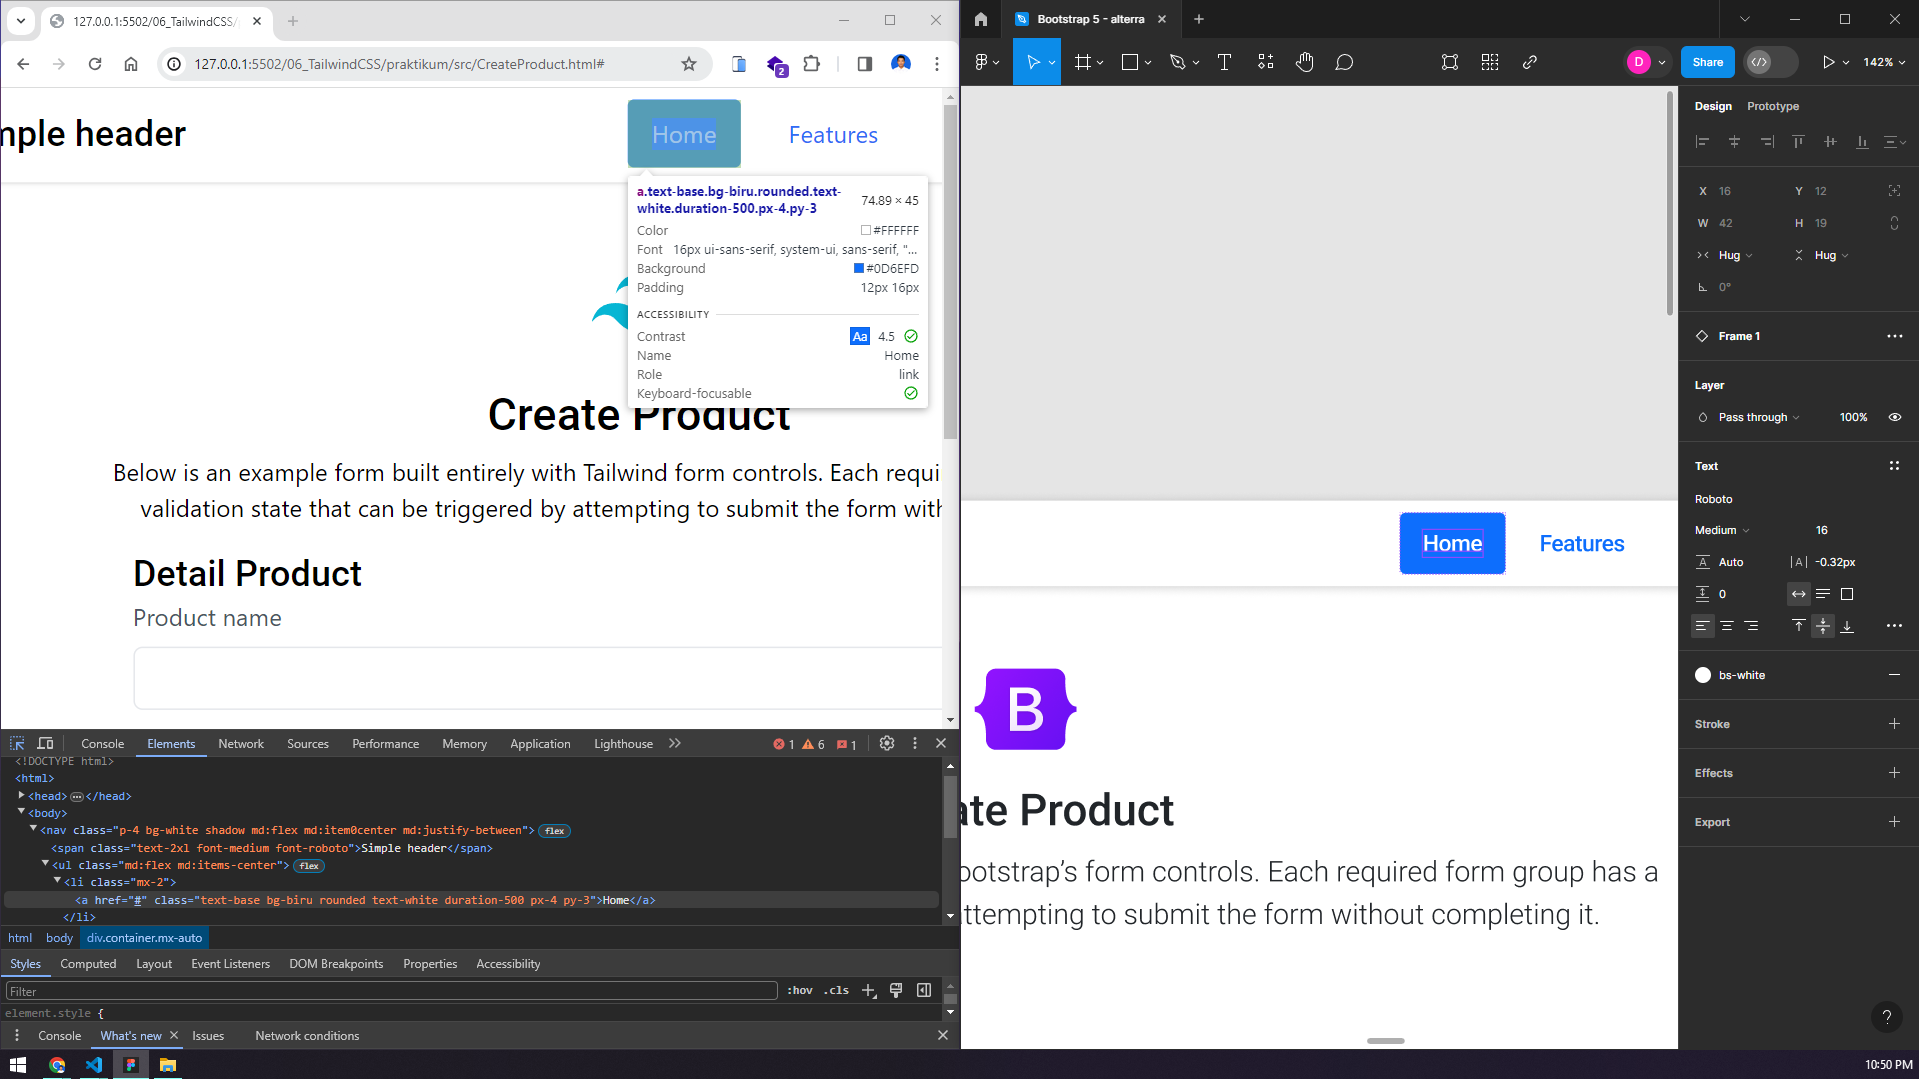 127.0.0.1:5502/06_TailwindCSS/
127.0.0.1:5502/06_TailwindCSS/praktikum/src/CreateProduct.html#
2
mple header
Home
Features
a.text-base.bg-biru.rounded.text-
white.duration-500.px-4.py-3
74.89 × 45
Color #FFFFFF
Font 16px ui-sans-serif, system-ui, sans-serif, "...
Background #0D6EFD
Padding 12px 16px
ACCESSIBILITY
Contrast Aa 4.5
Name Home
Role link
Keyboard-focusable
Create Product
Below is an example form built entirely with Tailwind form controls. Each requi
validation state that can be triggered by attempting to submit the form with
Detail Product
Product name
Console Elements Network Sources Performance Memory Application Lighthouse 1 6 1
<!DOCTYPE html>
<html>
<head> </head>
<body>
<nav class="p-4 bg-white shadow md:flex md:item0center md:justify-between"> flex
<span class="text-2xl font-medium font-roboto">Simple header</span>
<ul class="md:flex md:items-center"> flex
<li class="mx-2">
<a href="#" class="text-base bg-biru rounded text-white duration-500 px-4 py-3">Home</a>
</li>
html body div.container.mx-auto
Styles Computed Layout Event Listeners DOM Breakpoints Properties Accessibility
Filter :hov .cls
element.style {
Console What's new Issues Network conditions
Bootstrap 5 - alterra
D Share 142%
Home
Features
B
ate Product
bootstrap's form controls. Each required form group has a
attempting to submit the form without completing it.
Design Prototype
X 16 Y 12
W 42 H 19
Hug Hug
0°
Frame 1
Layer
Pass through 100%
Text
Roboto
Medium 16
A Auto |A| -0.32px
0
bs-white
Stroke
Effects
Export
?
10:50 PM